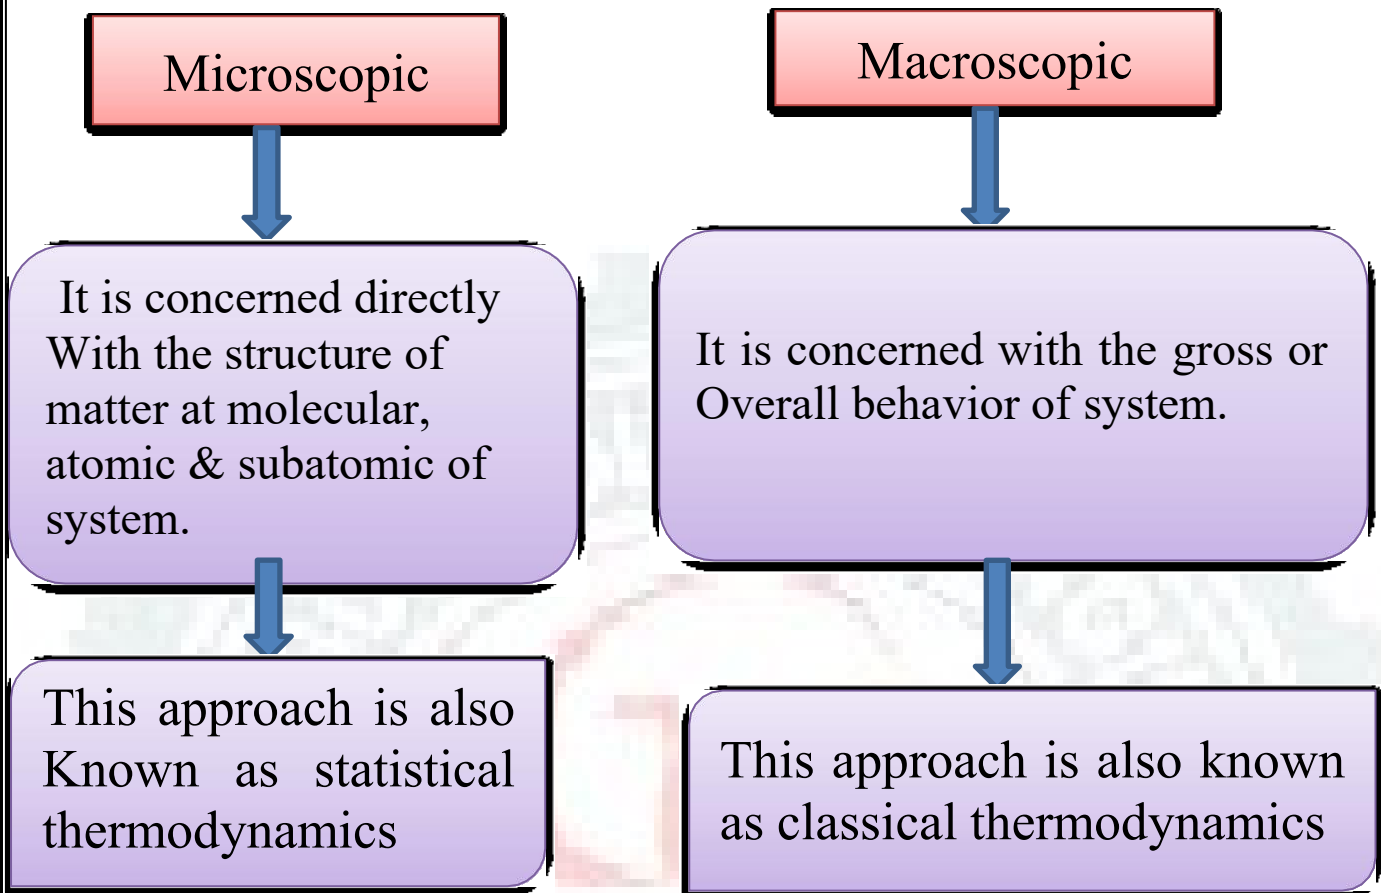 Microscopic
It is concerned directly
With the structure of
matter at molecular,
atomic & subatomic of
system.
This approach is also
Known as statistical
thermodynamics
Macroscopic
It is concerned with the gross or
Overall behavior of system.
This approach is also known
as classical thermodynamics